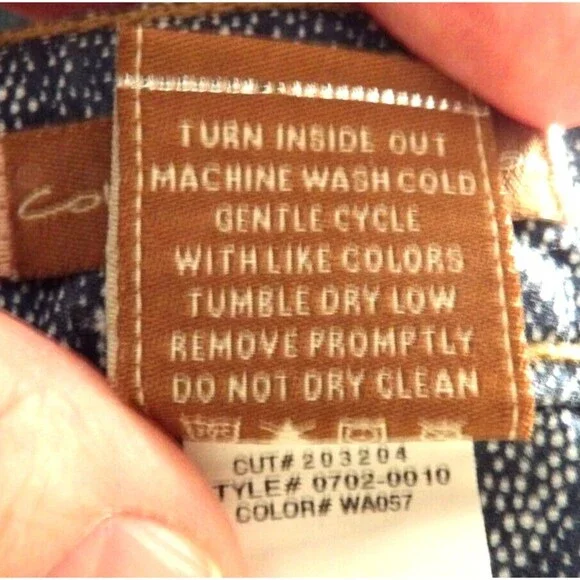 TURN INSIDE OUT
MACHINE WASH COLD
GENTLE CYCLE
WITH LIKE COLORS
TUMBLE DRY LOW
REMOVE PROMPTLY
DO NOT DRY CLEAN
CUT# 203204
TYLE# 0702-0010
COLOR# WA057